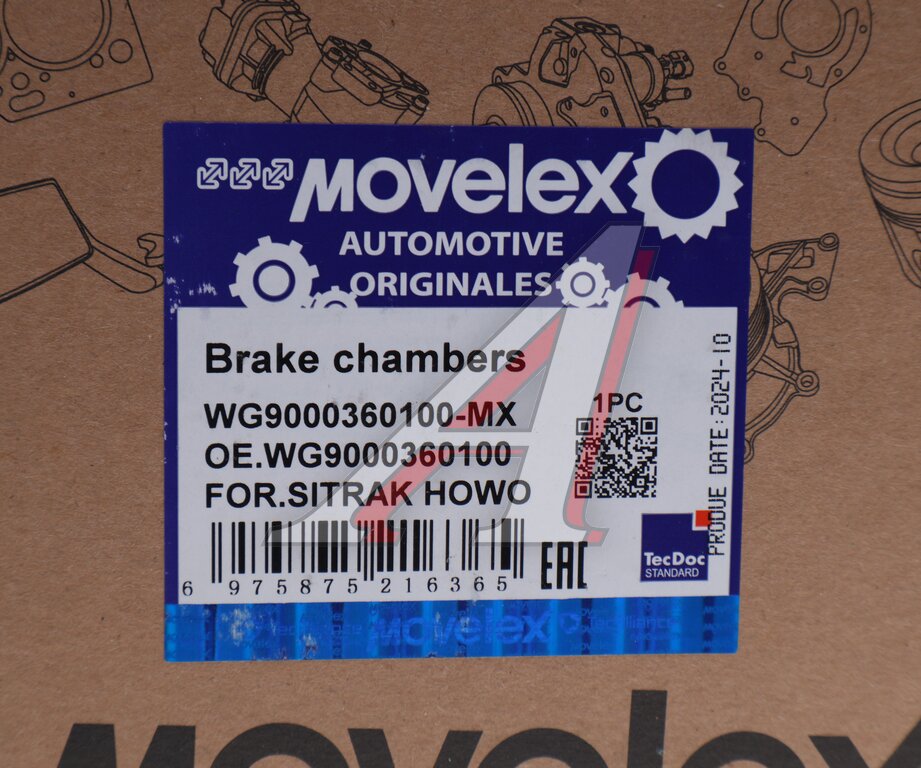 MOVELEX
AUTOMOTIVE
ORIGINALES
Brake chambers
WG9000360100-MX
OE.WG9000360100
FOR.SITRAK HOWO
1PC
PRODUE DATE:2024-10
6 975875 216365
EAC
TecDoc
STANDARD
MOVELEX
Movelex